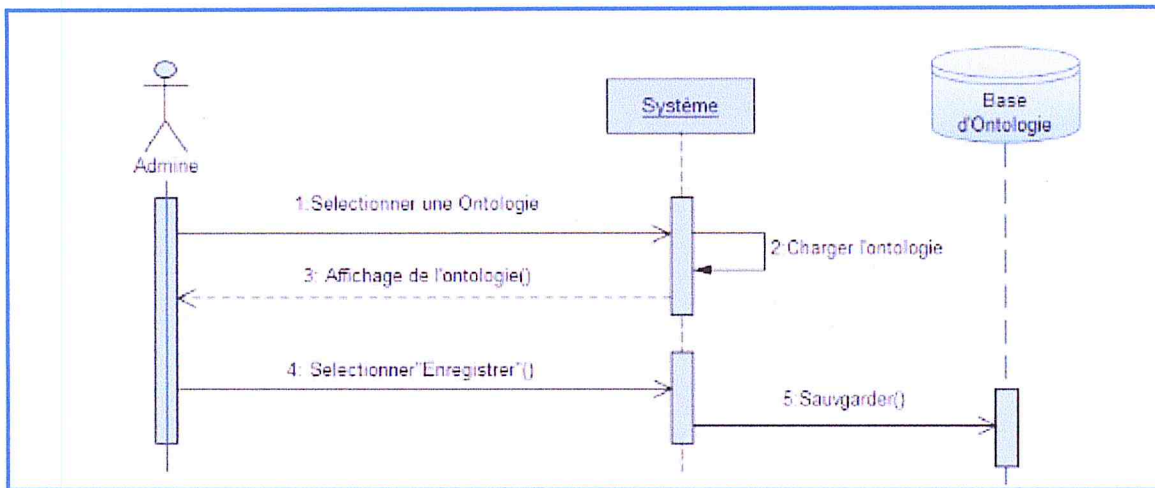 Système
Base
d'Ontologie
Admine
1:Selectionner une Ontologie
2:Charger l'ontologie
3: Affichage de l'ontologie()
4: Selectionner"Enregistrer"()
5:Sauvgarder()